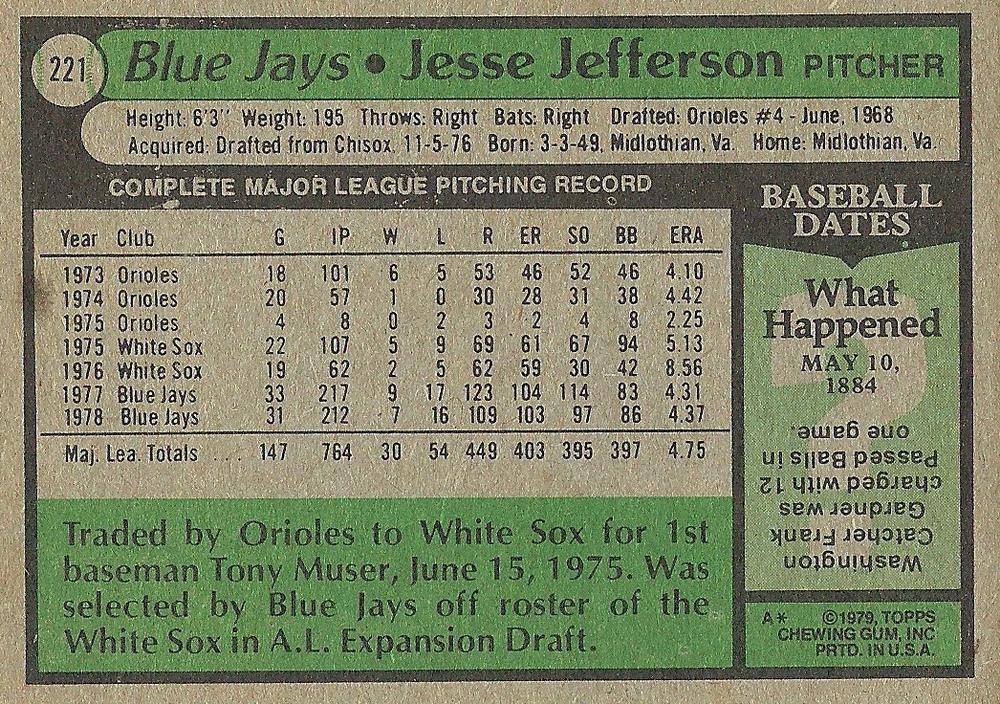 221 Blue Jays • Jesse Jefferson PITCHER
Height: 6'3" Weight: 195 Throws: Right Bats: Right Drafted: Orioles #4 - June, 1968
Acquired: Drafted from Chisox. 11-5-76 Born: 3-3-49, Midlothian, Va. Home: Midlothian, Va.
COMPLETE MAJOR LEAGUE PITCHING RECORD
Year Club G IP W L R ER SO BB ERA
1973 Orioles 18 101 6 5 53 46 52 46 4.10
1974 Orioles 20 57 1 0 30 28 31 38 4.42
1975 Orioles 4 8 0 2 3 2 4 8 2.25
1975 White Sox 22 107 5 9 69 61 67 94 5.13
1976 White Sox 19 62 2 5 62 59 30 42 8.56
1977 Blue Jays 33 217 9 17 123 104 114 83 4.31
1978 Blue Jays 31 212 7 16 109 103 97 86 4.37
Maj. Lea. Totals ... 147 764 30 54 449 403 395 397 4.75
Traded by Orioles to White Sox for 1st
baseman Tony Muser, June 15, 1975. Was
selected by Blue Jays off roster of the
White Sox in A.L. Expansion Draft.
BASEBALL
DATES
What
Happened
MAY 10,
1884
Washington
Catcher Frank
Gardner was
charged with 12
Passed Balls in
one game.
A* ©1979, TOPPS
CHEWING GUM, INC
PRTD. IN U.S.A.